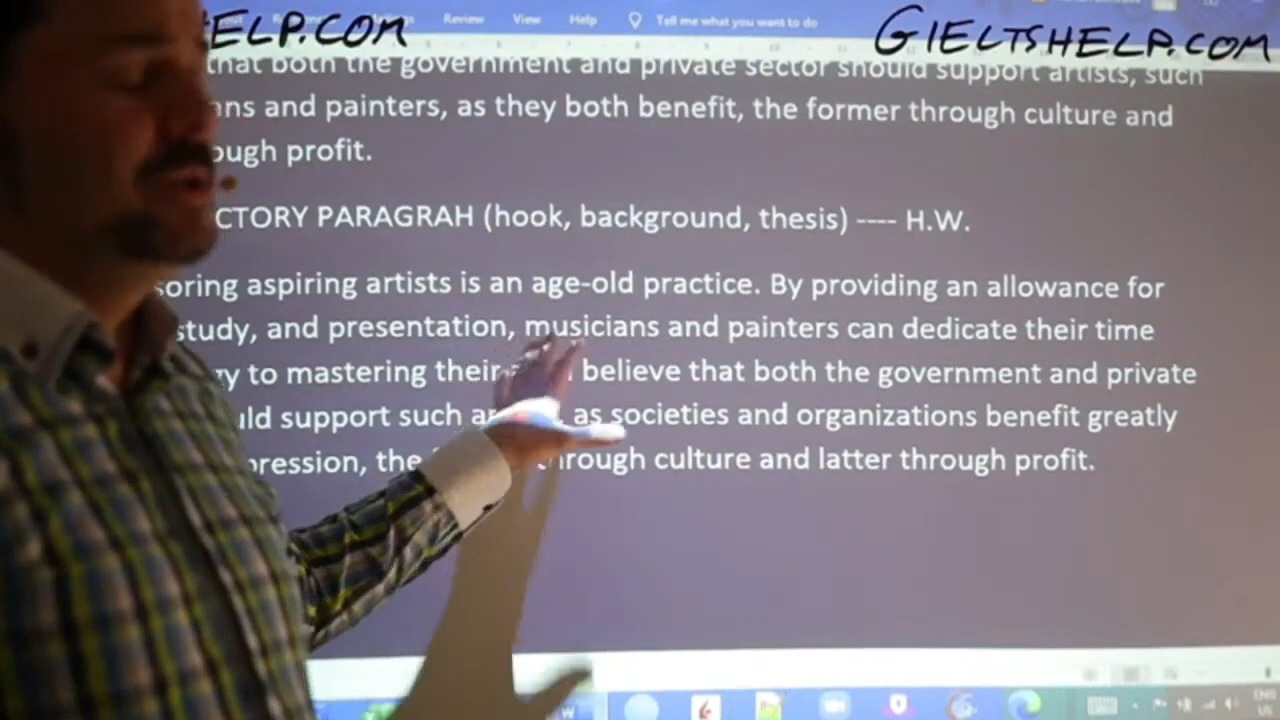 Review View Help Tell me what you want to do
ELP.COM GIELTSHELP.COM
that both the government and private sector should support artists, such
ans and painters, as they both benefit, the former through culture and
ough profit.
CTORY PARAGRAH (hook, background, thesis) ---- H.W.
soring aspiring artists is an age-old practice. By providing an allowance for
study, and presentation, musicians and painters can dedicate their time
y to mastering their believe that both the government and private
uld support such as societies and organizations benefit greatly
pression, the through culture and latter through profit.
ENG
US